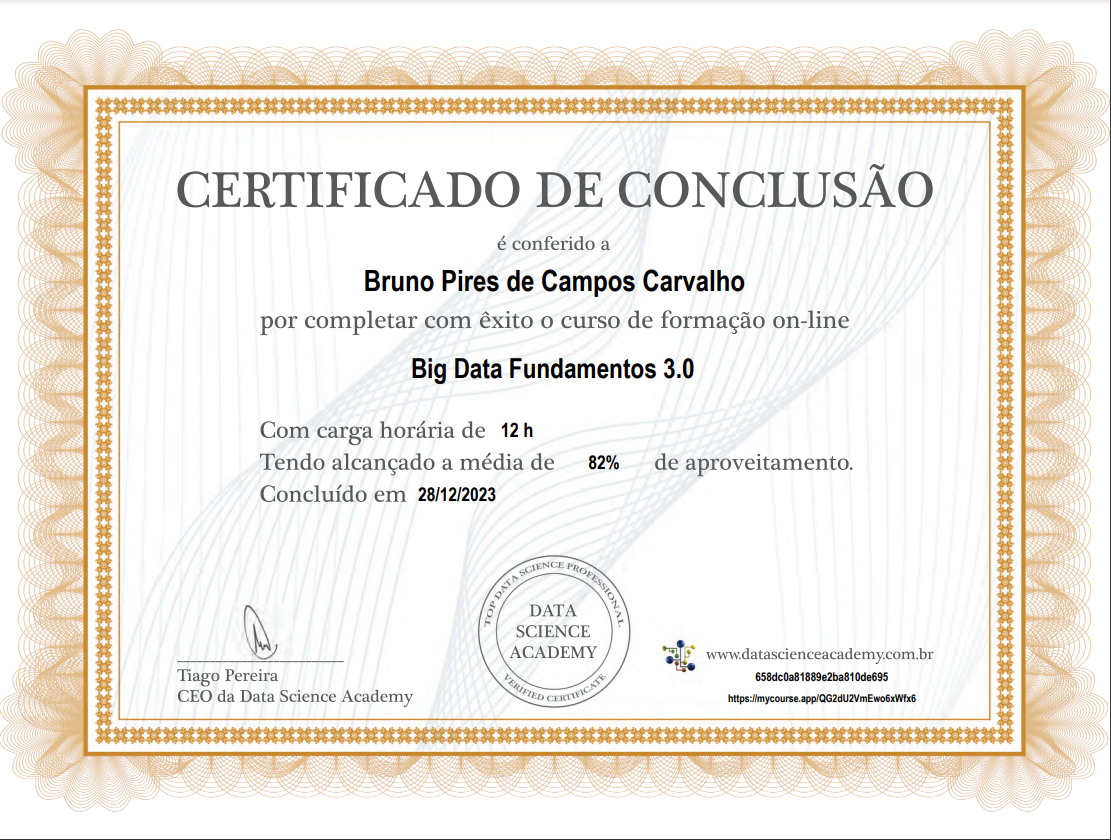 CERTIFICADO DE CONCLUSÃO
é conferido a
Bruno Pires de Campos Carvalho
por completar com êxito o curso de formação on-line
Big Data Fundamentos 3.0
Com carga horária de 12 h
Tendo alcançado a média de 82% de aproveitamento.
Concluído em 28/12/2023
TOP DATA SCIENCE PROFESSIONAL
DATA
SCIENCE
ACADEMY
VERIFIED CERTIFICATE
Tiago Pereira
CEO da Data Science Academy
www.datascienceacademy.com.br
658dc0a81889e2ba810de695
https://mycourse.app/QG2dU2VmEwo6xWfx6